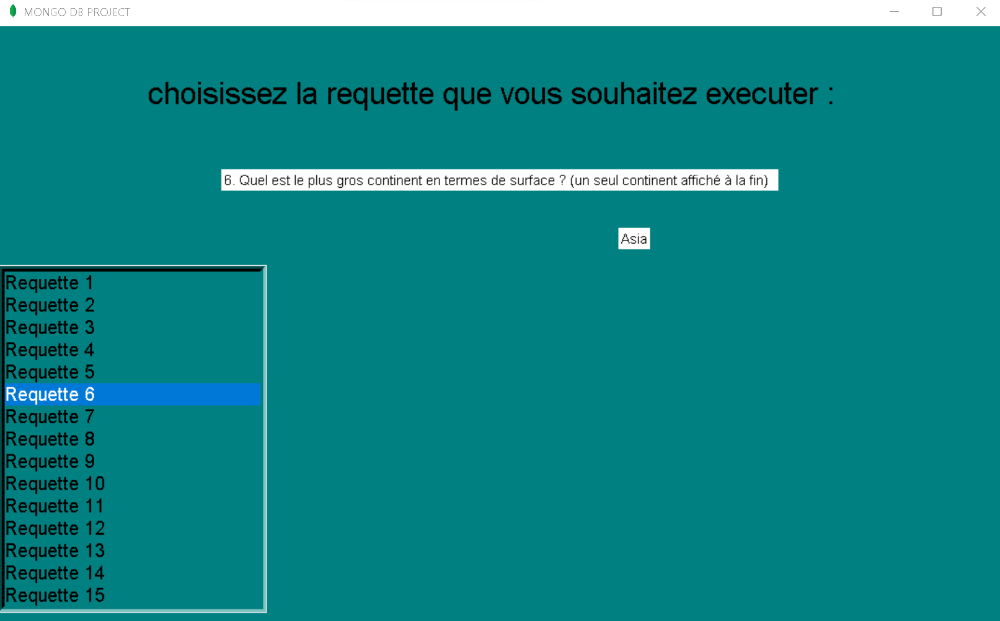 MONGO DB PROJECT
choisissez la requette que vous souhaitez executer :
6. Quel est le plus gros continent en termes de surface ? (un seul continent affiché à la fin)
Asia
Requette 1
Requette 2
Requette 3
Requette 4
Requette 5
Requette 6
Requette 7
Requette 8
Requette 9
Requette 10
Requette 11
Requette 12
Requette 13
Requette 14
Requette 15